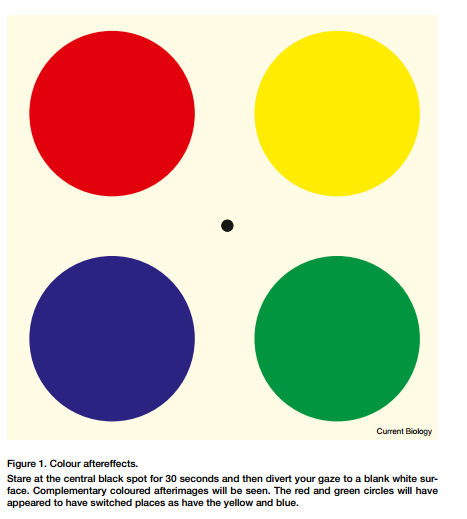 Current Biology
Figure 1. Colour aftereffects.
Stare at the central black spot for 30 seconds and then divert your gaze to a blank white sur-
face. Complementary coloured afterimages will be seen. The red and green circles will have
appeared to have switched places as have the yellow and blue.